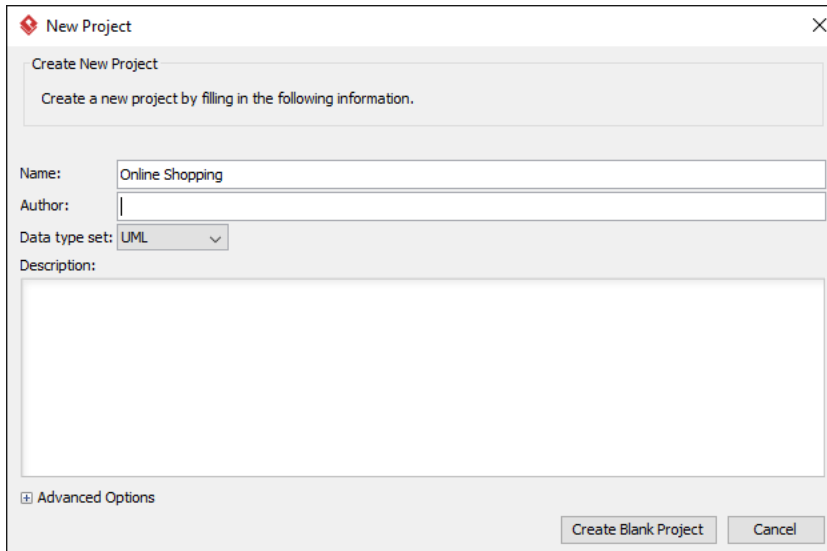 New Project
Create New Project
Create a new project by filling in the following information.
Name: Online Shopping
Author:
Data type set: UML
Description:
Advanced Options
Create Blank Project Cancel